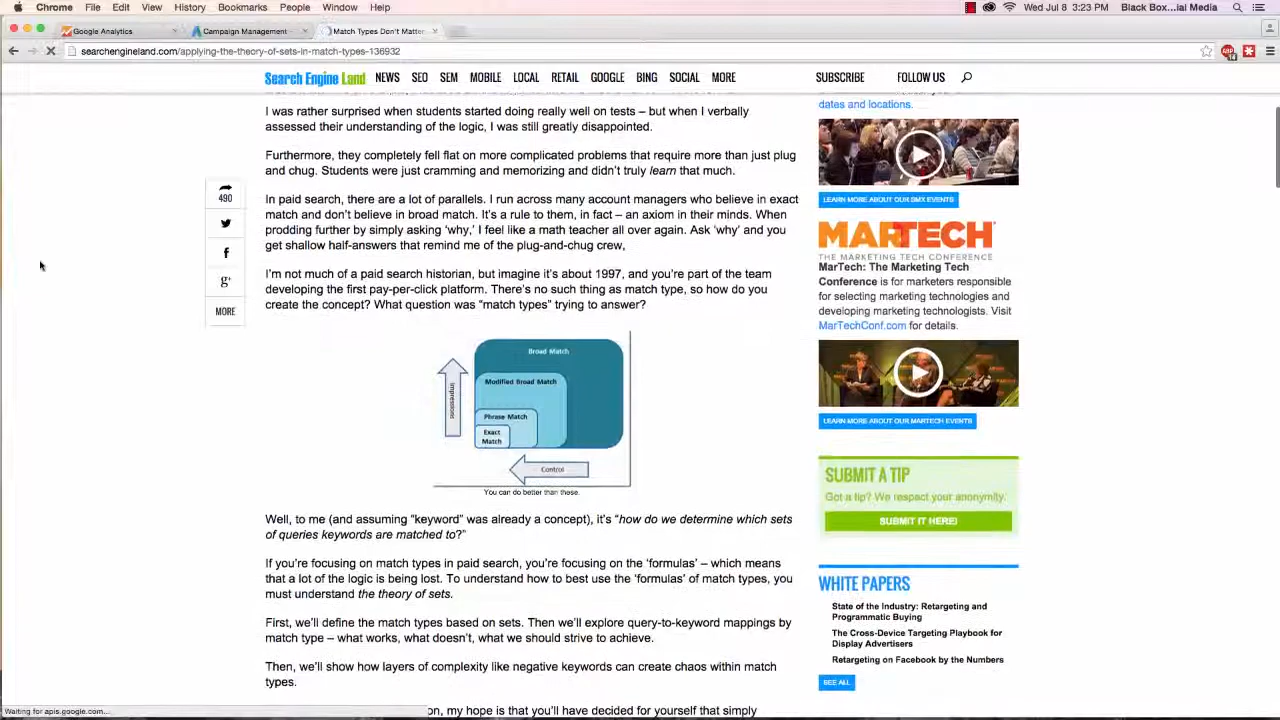 Chrome File Edit View History Bookmarks People Window Help
Wed Jul 8 3:23 PM Black Box...ial Media
Google Analytics
Campaign Management
Match Types Don't Matter
searchengineland.com/applying-the-theory-of-sets-in-match-types-136932
Search Engine Land NEWS SEO SEM MOBILE LOCAL RETAIL GOOGLE BING SOCIAL MORE SUBSCRIBE FOLLOW US
I was rather surprised when students started doing really well on tests – but when I verbally
assessed their understanding of the logic, I was still greatly disappointed.
Furthermore, they completely fell flat on more complicated problems that require more than just plug
and chug. Students were just cramming and memorizing and didn't truly learn that much.
In paid search, there are a lot of parallels. I run across many account managers who believe in exact
match and don't believe in broad match. It's a rule to them, in fact – an axiom in their minds. When
prodding further by simply asking 'why,' I feel like a math teacher all over again. Ask 'why' and you
get shallow half-answers that remind me of the plug-and-chug crew,
I'm not much of a paid search historian, but imagine it's about 1997, and you're part of the team
developing the first pay-per-click platform. There's no such thing as match type, so how do you
create the concept? What question was "match types" trying to answer?
490
g+
MORE
Broad Match
Modified Broad Match
Phrase Match
Exact
Match
Impressions
Control
You can do better than these.
Well, to me (and assuming "keyword" was already a concept), it's "how do we determine which sets
of queries keywords are matched to?"
If you're focusing on match types in paid search, you're focusing on the 'formulas' – which means
that a lot of the logic is being lost. To understand how to best use the 'formulas' of match types, you
must understand the theory of sets.
First, we'll define the match types based on sets. Then we'll explore query-to-keyword mappings by
match type – what works, what doesn't, what we should strive to achieve.
Then, we'll show how layers of complexity like negative keywords can create chaos within match
types.
on, my hope is that you'll have decided for yourself that simply
dates and locations.
LEARN MORE ABOUT OUR SMX EVENTS
MARTECH
THE MARKETING TECH CONFERENCE
MarTech: The Marketing Tech
Conference is for marketers responsible
for selecting marketing technologies and
developing marketing technologists. Visit
MarTechConf.com for details.
LEARN MORE ABOUT OUR MARTECH EVENTS
SUBMIT A TIP
Got a tip? We respect your anonymity.
SUBMIT IT HERE!
WHITE PAPERS
State of the Industry: Retargeting and
Programmatic Buying
The Cross-Device Targeting Playbook for
Display Advertisers
Retargeting on Facebook by the Numbers
SEE ALL
Waiting for apis.google.com...